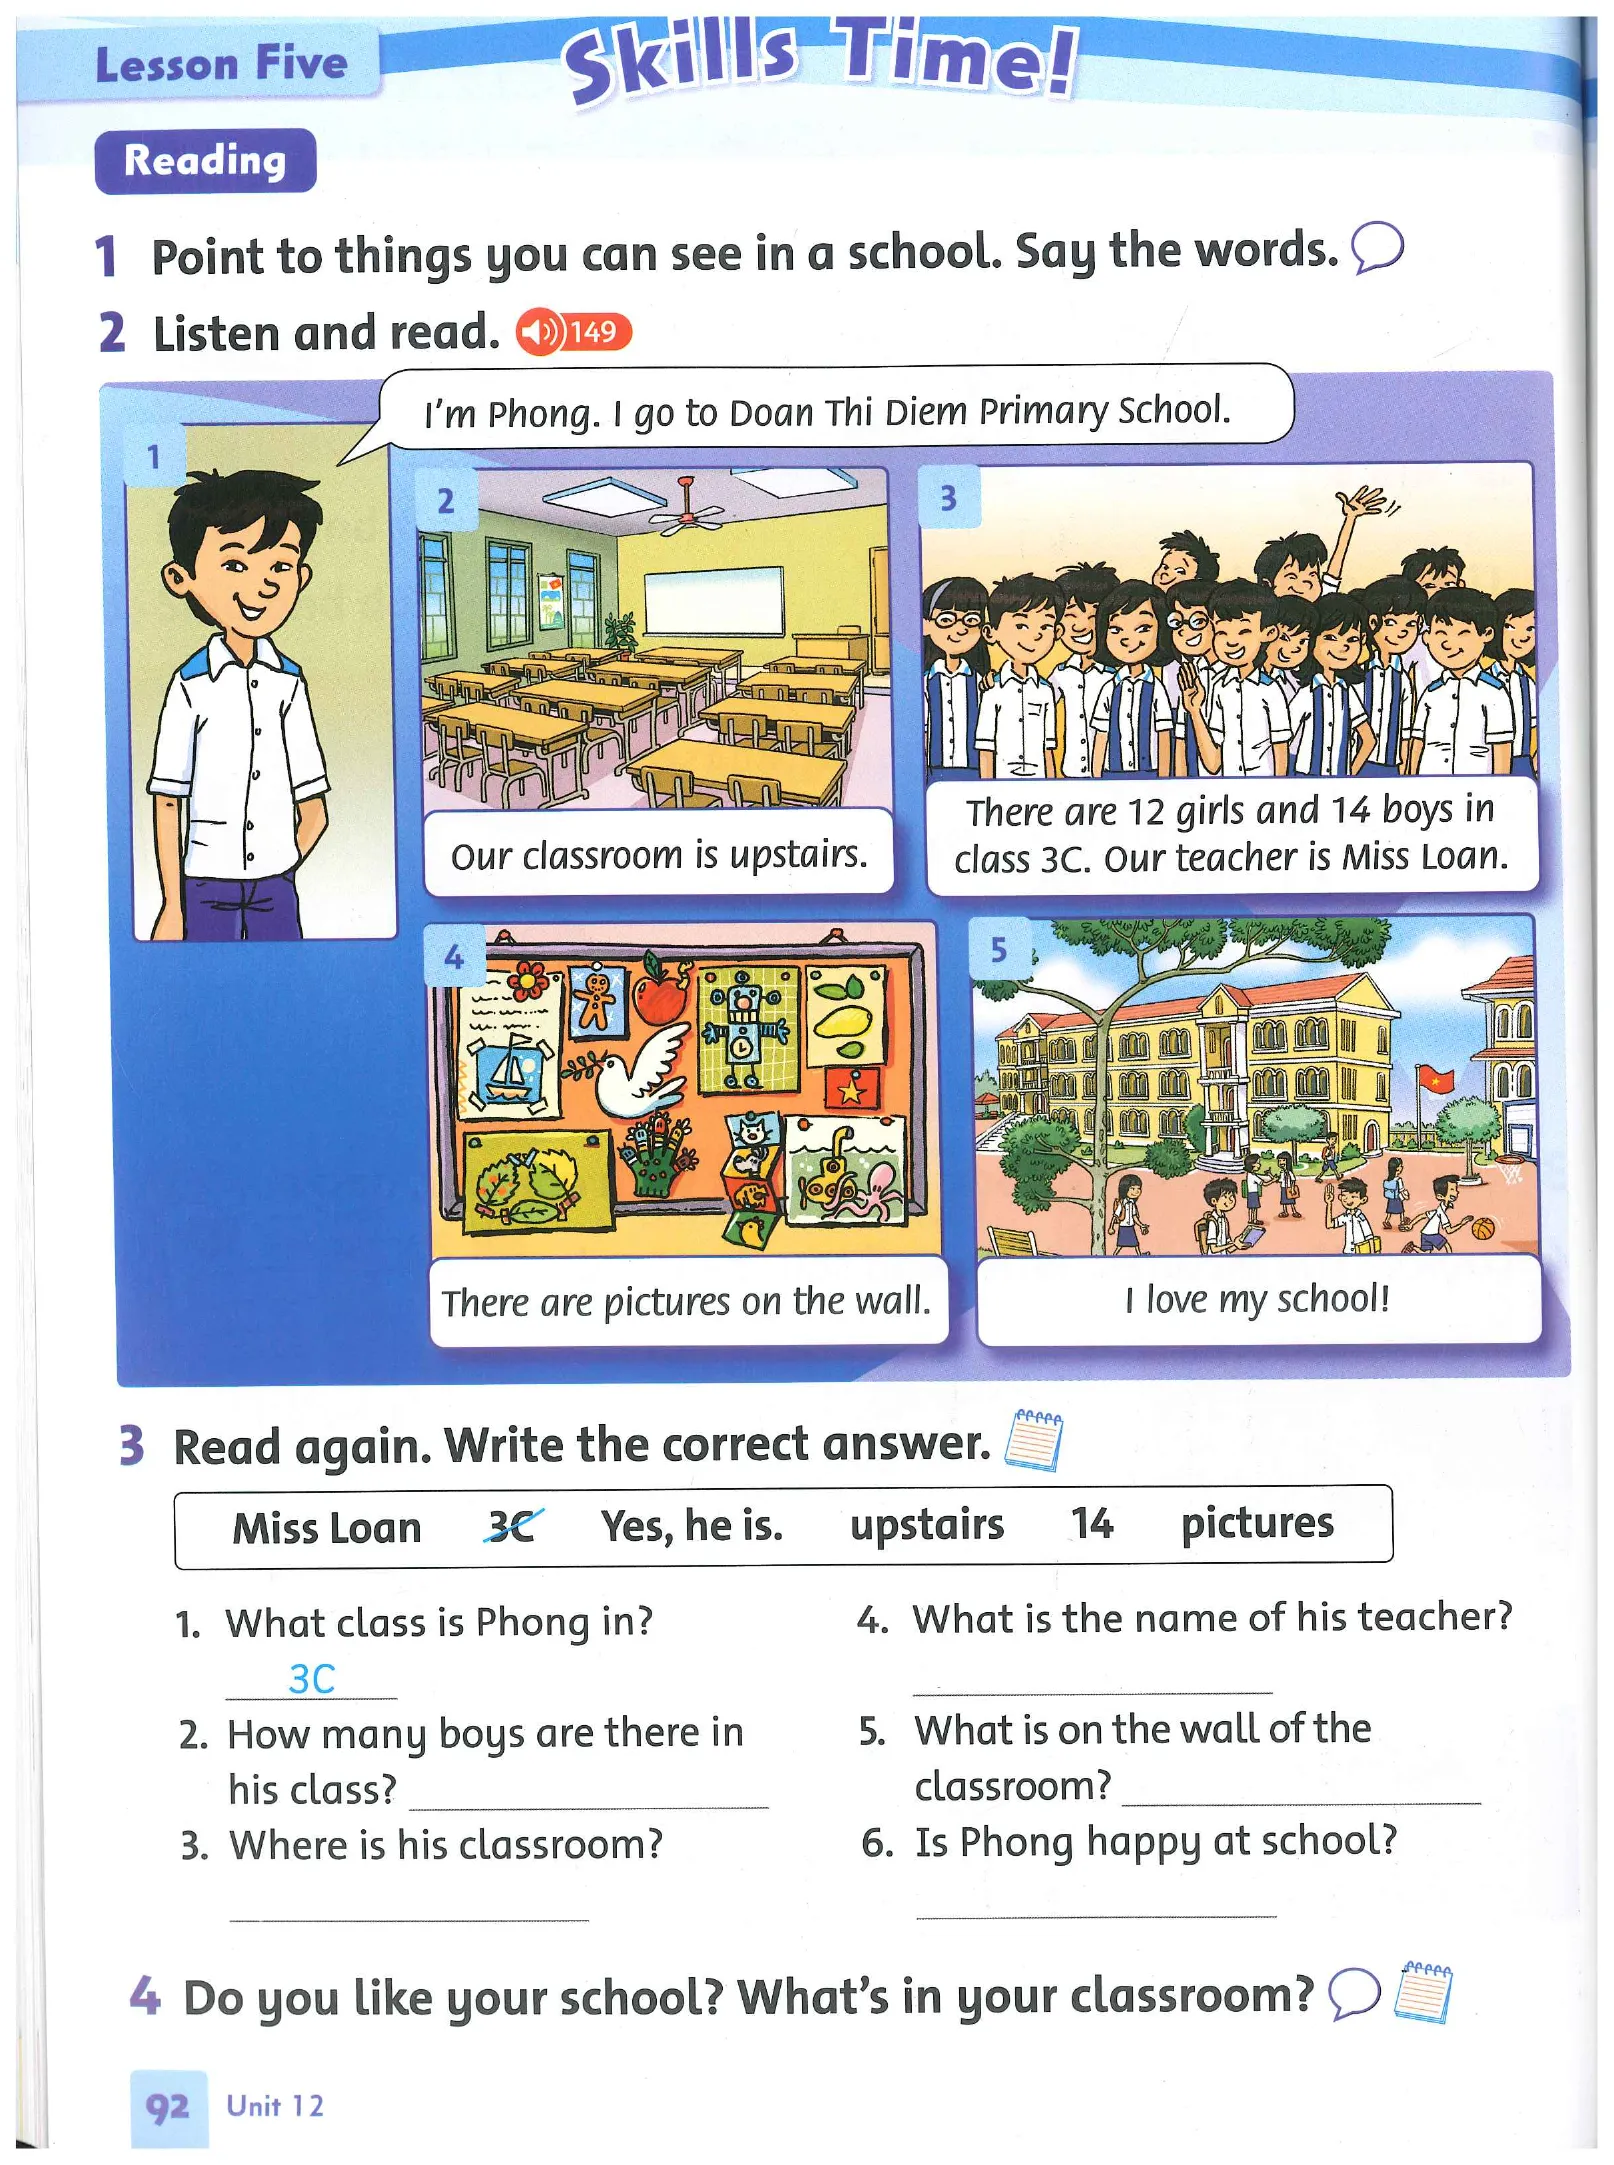 Lesson Five
Skills Time!
Reading
1 Point to things you can see in a school. Say the words.
2 Listen and read. 149
I'm Phong. I go to Doan Thi Diem Primary School.
1
2
Our classroom is upstairs.
3
There are 12 girls and 14 boys in
class 3C. Our teacher is Miss Loan.
4
There are pictures on the wall.
5
I love my school!
3 Read again. Write the correct answer.
Miss Loan 3C Yes, he is. upstairs 14 pictures
1. What class is Phong in?
3C
2. How many boys are there in
his class?
3. Where is his classroom?
4. What is the name of his teacher?
5. What is on the wall of the
classroom?
6. Is Phong happy at school?
4 Do you like your school? What's in your classroom?
92 Unit 12